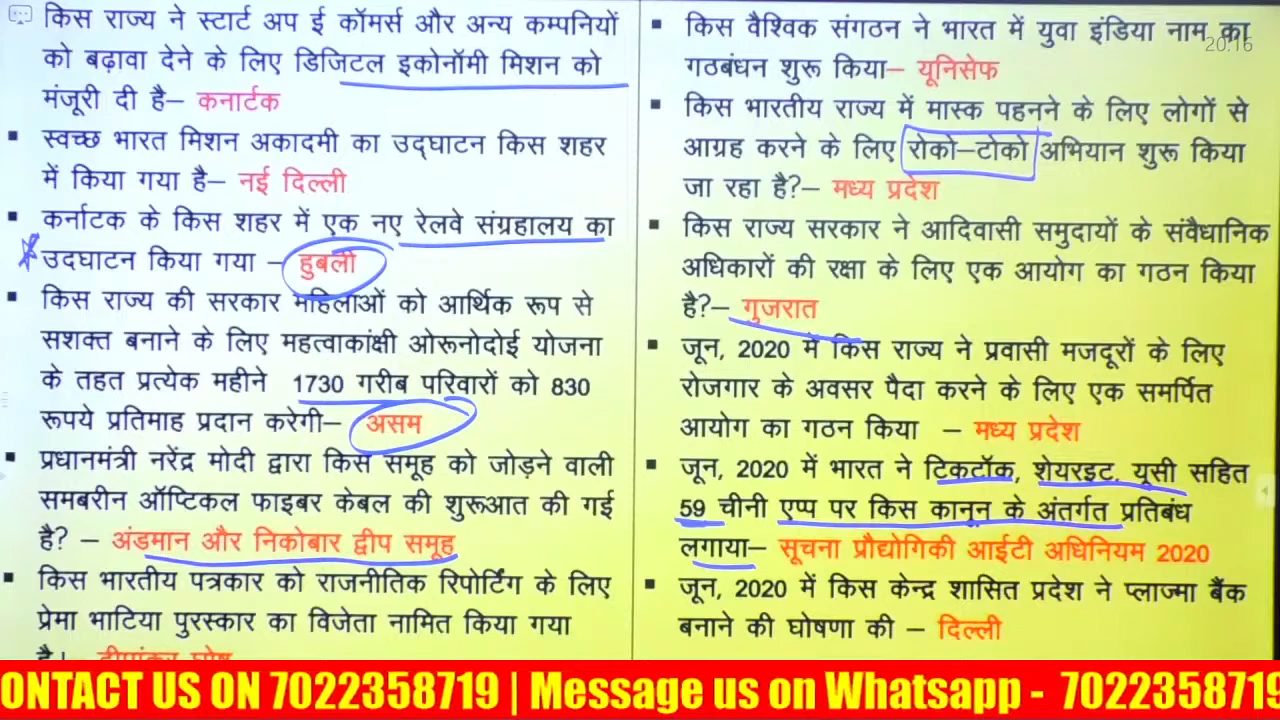 किस राज्य ने स्टार्ट अप ई कॉमर्स और अन्य कम्पनियों
को बढ़ावा देने के लिए डिजिटल इकोनॉमी मिशन को
मंजूरी दी है– कनार्टक
▪ स्वच्छ भारत मिशन अकादमी का उद्घाटन किस शहर
में किया गया है– नई दिल्ली
▪ कर्नाटक के किस शहर में एक नए रेलवे संग्रहालय का
उदघाटन किया गया – हुबली
▪ किस राज्य की सरकार महिलाओं को आर्थिक रूप से
सशक्त बनाने के लिए महत्वाकांक्षी ओरूनोदोई योजना
के तहत प्रत्येक महीने 1730 गरीब परिवारों को 830
रूपये प्रतिमाह प्रदान करेगी– असम
▪ प्रधानमंत्री नरेंद्र मोदी द्वारा किस समूह को जोड़ने वाली
समबरीन ऑप्टिकल फाइबर केबल की शुरूआत की गई
है? – अंडमान और निकोबार द्वीप समूह
▪ किस भारतीय पत्रकार को राजनीतिक रिपोर्टिंग के लिए
प्रेमा भाटिया पुरस्कार का विजेता नामित किया गया
▪ किस वैश्विक संगठन ने भारत में युवा इंडिया नाम का
20:16
गठबंधन शुरू किया– यूनिसेफ
▪ किस भारतीय राज्य में मास्क पहनने के लिए लोगों से
आग्रह करने के लिए रोको–टोको अभियान शुरू किया
जा रहा है?– मध्य प्रदेश
▪ किस राज्य सरकार ने आदिवासी समुदायों के संवैधानिक
अधिकारों की रक्षा के लिए एक आयोग का गठन किया
है?– गुजरात
▪ जून, 2020 में किस राज्य ने प्रवासी मजदूरों के लिए
रोजगार के अवसर पैदा करने के लिए एक समर्पित
आयोग का गठन किया – मध्य प्रदेश
▪ जून, 2020 में भारत ने टिकटॉक, शेयरइट, यूसी सहित
59 चीनी एप्प पर किस कानून के अंतर्गत प्रतिबंध
लगाया– सूचना प्रौद्योगिकी आईटी अधिनियम 2020
▪ जून, 2020 में किस केन्द्र शासित प्रदेश ने प्लाज्मा बैंक
बनाने की घोषणा की – दिल्ली
ONTACT US ON 7022358719 | Message us on Whatsapp - 7022358719